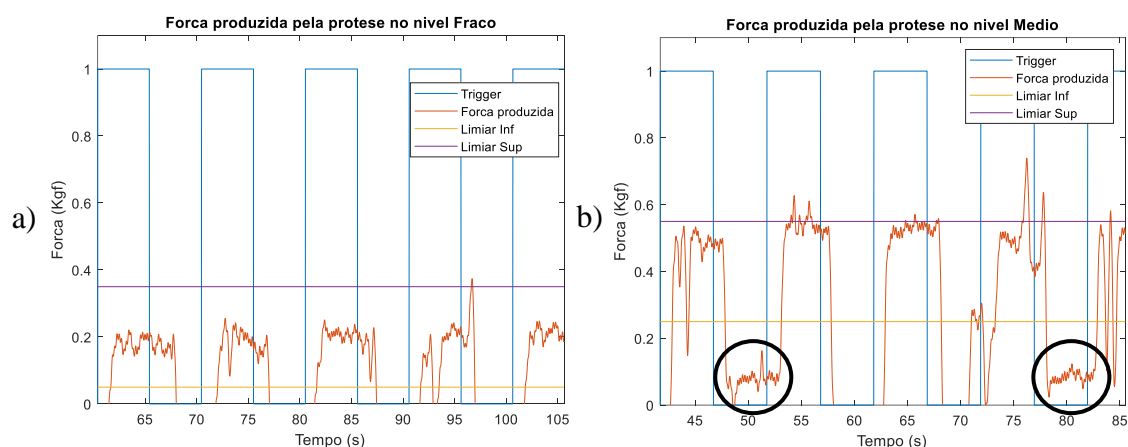 a)
Forca produzida pela protese no nivel Fraco
Trigger
Forca produzida
Limiar Inf
Limiar Sup
Forca (Kgf)
1
0.8
0.6
0.4
0.2
0
65 70 75 80 85 90 95 100 105
Tempo (s)
b)
Forca produzida pela protese no nivel Medio
Trigger
Forca produzida
Limiar Inf
Limiar Sup
Forca (Kgf)
1
0.8
0.6
0.4
0.2
0
45 50 55 60 65 70 75 80 85
Tempo (s)